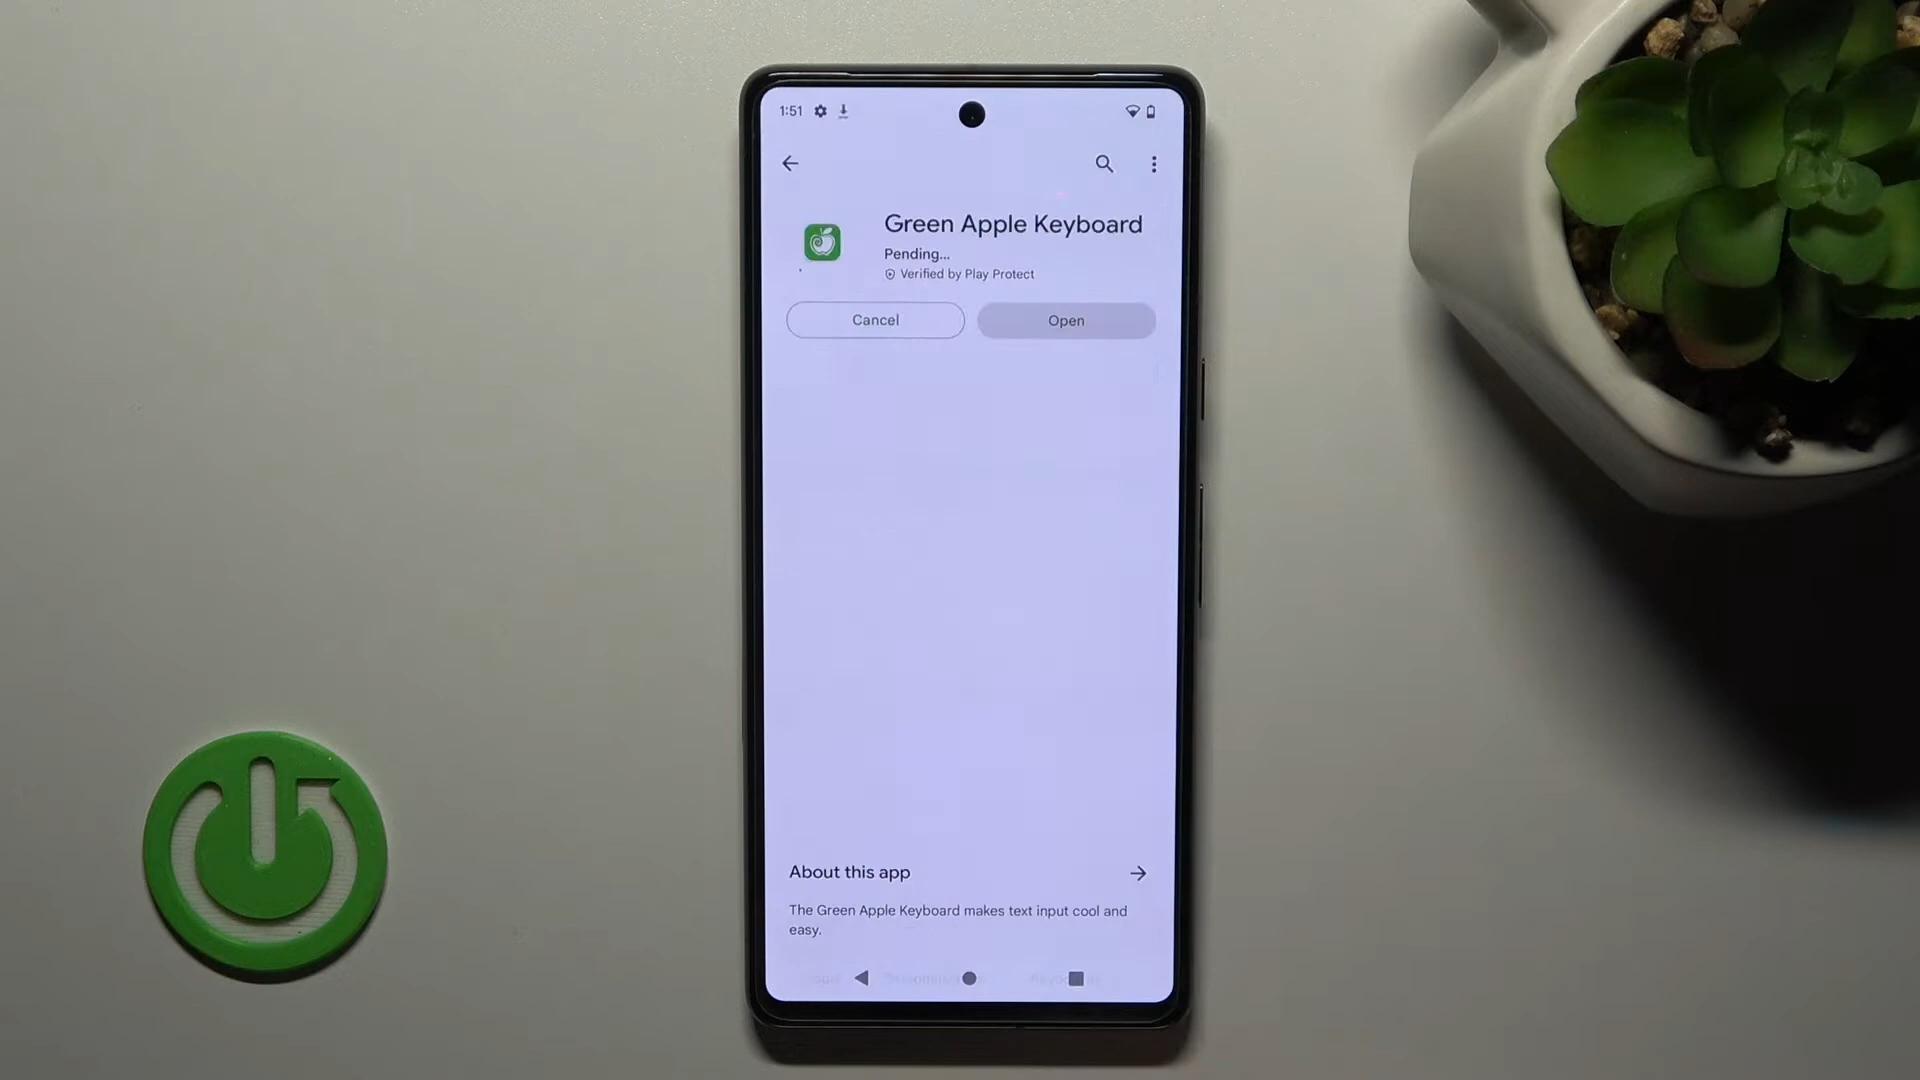 1:51
Green Apple Keyboard
Pending...
Verified by Play Protect
Cancel
Open
About this app
The Green Apple Keyboard makes text input cool and
easy.